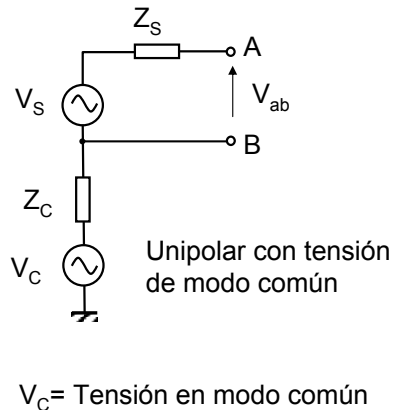 Z_S
A
V_S
V_ab
B
Z_C
V_C
Unipolar con tensión
de modo común
V_C= Tensión en modo común